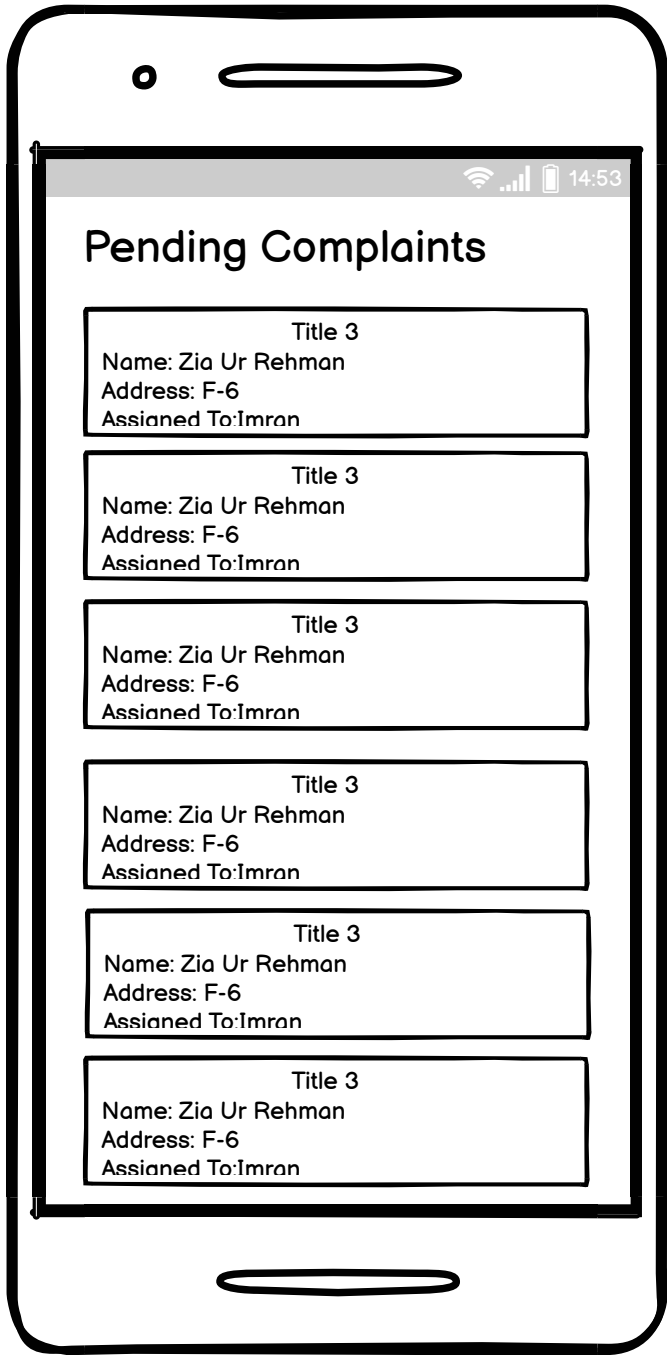 14:53
Pending Complaints
Title 3
Name: Zia Ur Rehman
Address: F-6
Assigned To:Imran
Title 3
Name: Zia Ur Rehman
Address: F-6
Assigned To:Imran
Title 3
Name: Zia Ur Rehman
Address: F-6
Assigned To:Imran
Title 3
Name: Zia Ur Rehman
Address: F-6
Assigned To:Imran
Title 3
Name: Zia Ur Rehman
Address: F-6
Assigned To:Imran
Title 3
Name: Zia Ur Rehman
Address: F-6
Assigned To:Imran